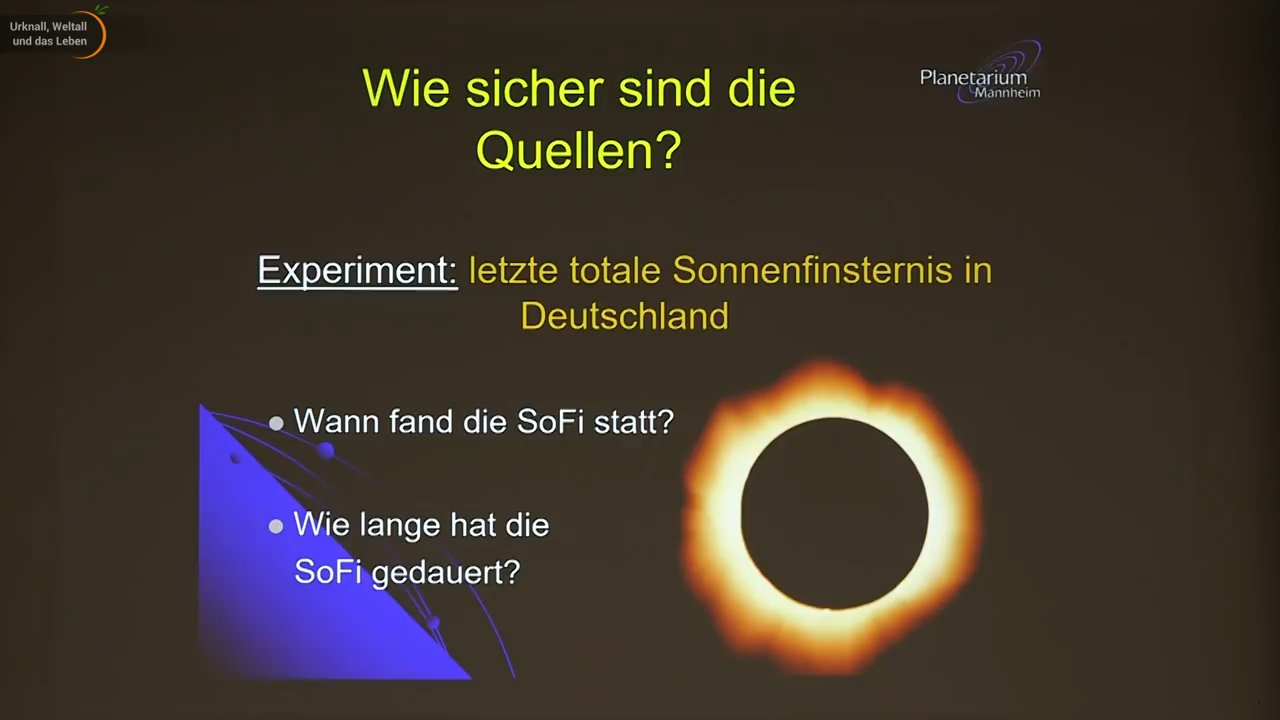 Urknall, Weltall
und das Leben
Planetarium
Mannheim
Wie sicher sind die
Quellen?
Experiment: letzte totale Sonnenfinsternis in
Deutschland
Wann fand die SoFi statt?
Wie lange hat die
SoFi gedauert?